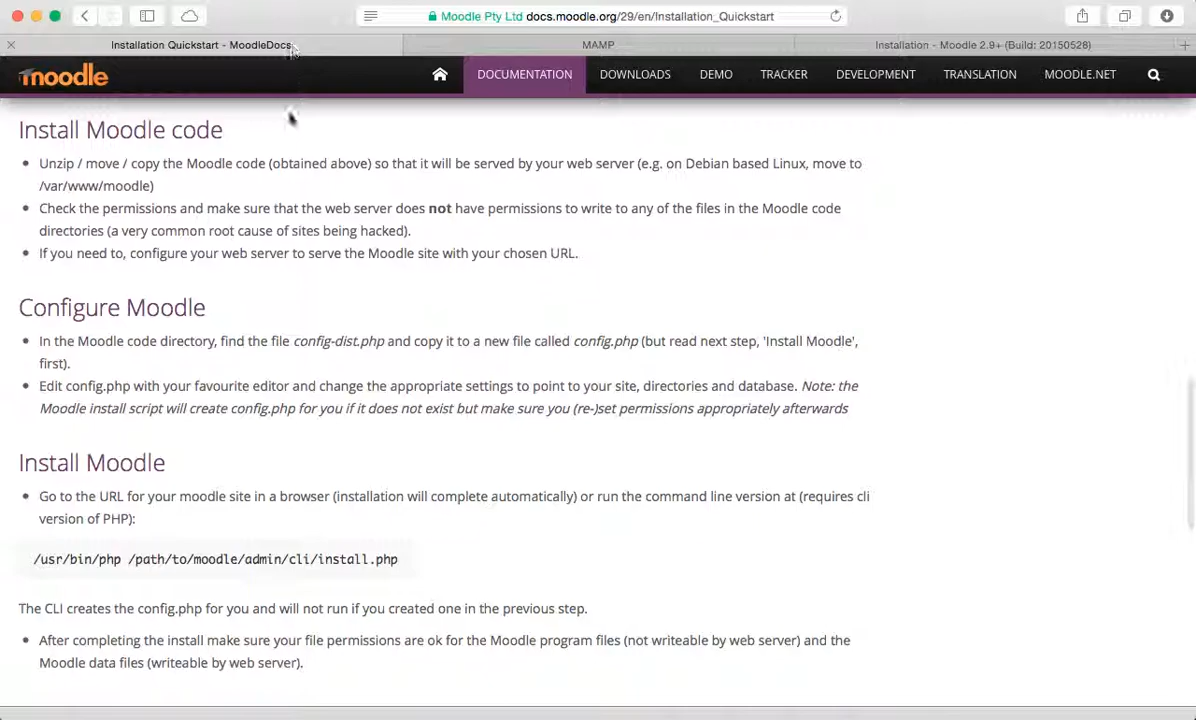 Moodle Pty Ltd docs.moodle.org/29/en/Installation_Quickstart
Installation Quickstart - MoodleDocs
MAMP
Installation - Moodle 2.9+ (Build: 20150528)
moodle
DOCUMENTATION
DOWNLOADS
DEMO
TRACKER
DEVELOPMENT
TRANSLATION
MOODLE.NET
Install Moodle code
Unzip / move / copy the Moodle code (obtained above) so that it will be served by your web server (e.g. on Debian based Linux, move to
/var/www/moodle)
Check the permissions and make sure that the web server does not have permissions to write to any of the files in the Moodle code
directories (a very common root cause of sites being hacked).
If you need to, configure your web server to serve the Moodle site with your chosen URL.
Configure Moodle
In the Moodle code directory, find the file config-dist.php and copy it to a new file called config.php (but read next step, 'Install Moodle',
first).
Edit config.php with your favourite editor and change the appropriate settings to point to your site, directories and database. Note: the
Moodle install script will create config.php for you if it does not exist but make sure you (re-)set permissions appropriately afterwards
Install Moodle
Go to the URL for your moodle site in a browser (installation will complete automatically) or run the command line version at (requires cli
version of PHP):
/usr/bin/php /path/to/moodle/admin/cli/install.php
The CLI creates the config.php for you and will not run if you created one in the previous step.
After completing the install make sure your file permissions are ok for the Moodle program files (not writeable by web server) and the
Moodle data files (writeable by web server).